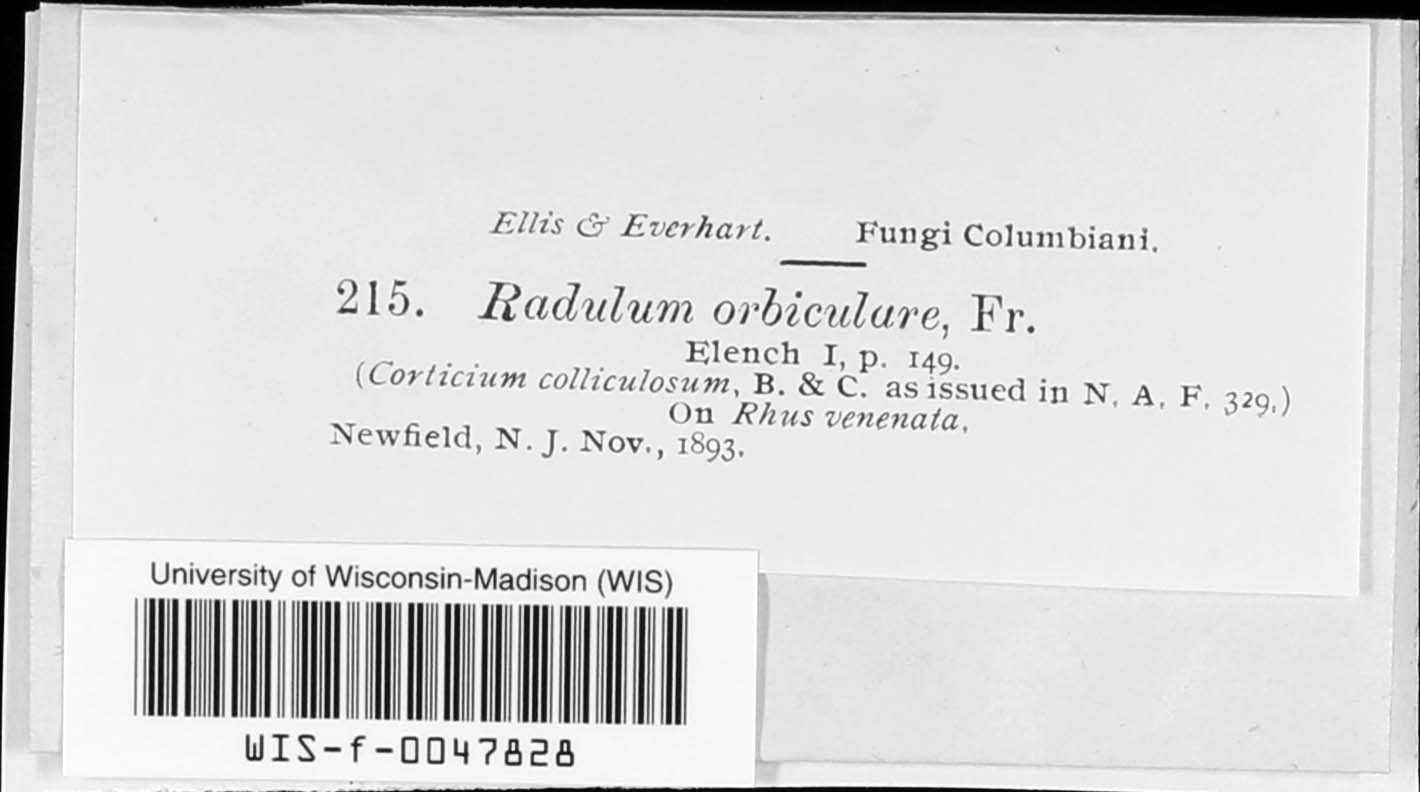 Ellis & Everhart. Fungi Columbiani.
215. Radulum orbiculare, Fr.
Elench I, p. 149.
(Corticium colliculosum, B. & C. as issued in N. A. F. 329.)
On Rhus venenata,
Newfield, N. J. Nov., 1893.
University of Wisconsin-Madison (WIS)
WIS-f-0047828